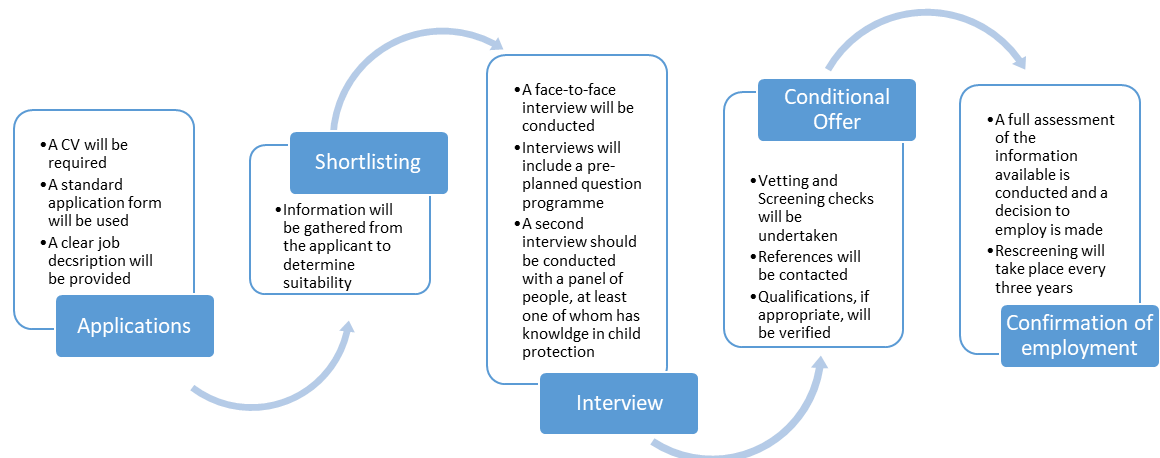 •A CV will be
required
•A standard
application form
will be used
•A clear job
decsription will
be provided
Applications
Shortlisting
•Information will
be gathered from
the applicant to
determine
suitability
•A face-to-face
interview will be
conducted
•Interviews will
include a pre-
planned question
programme
•A second
interview should
be conducted
with a panel of
people, at least
one of whom has
knowldge in child
protection
Interview
Conditional
Offer
•Vetting and
Screening checks
will be
undertaken
•References will
be contacted
•Qualifications, if
appropriate, will
be verified
•A full assessment
of the
information
available is
conducted and a
decision to
employ is made
•Rescreening will
take place every
three years
Confirmation of
employment